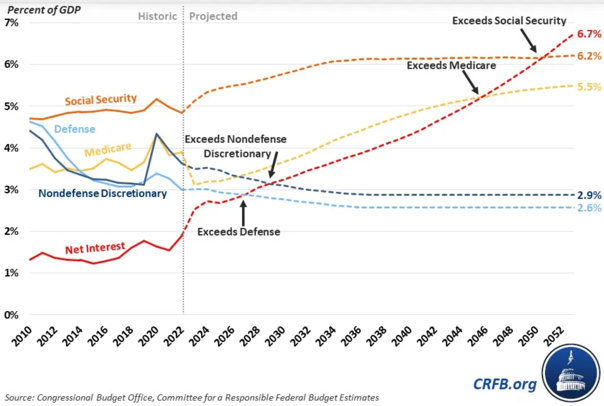 Percent of GDP
Historic
Projected
Exceeds Social Security
7%
6.7%
6%
6.2%
Exceeds Medicare
5.5%
5%
Social Security
Defense
Exceeds Nondefense
Discretionary
4%
Medicare
3%
Nondefense Discretionary
2.9%
2.6%
Exceeds Defense
2%
Net Interest
1%
0%
2010
2012
2014
2016
2018
2020
2022
2024
2026
2028
2030
2032
2034
2036
2038
2040
2042
2044
2046
2048
2050
2052
CRFB.org
Source: Congressional Budget Office, Committee for a Responsible Federal Budget Estimates